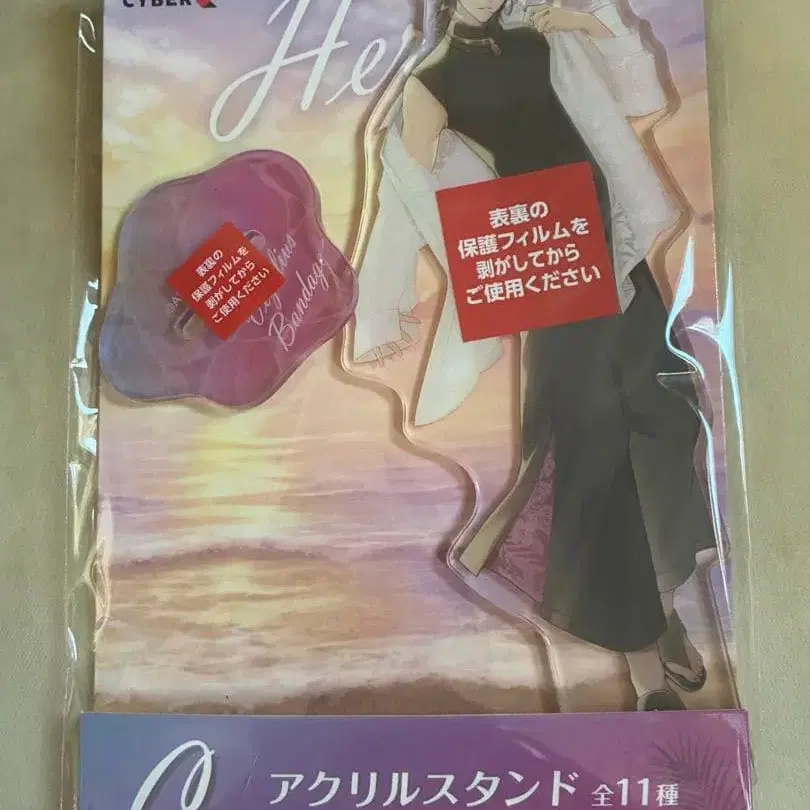 CYBER
He
表裏の
保護フィルムを
剥がしてから
ご使用ください
表裏の
保護フィルムを
剥がしてから
ご使用ください
Bandage
アクリルスタンド 全11種